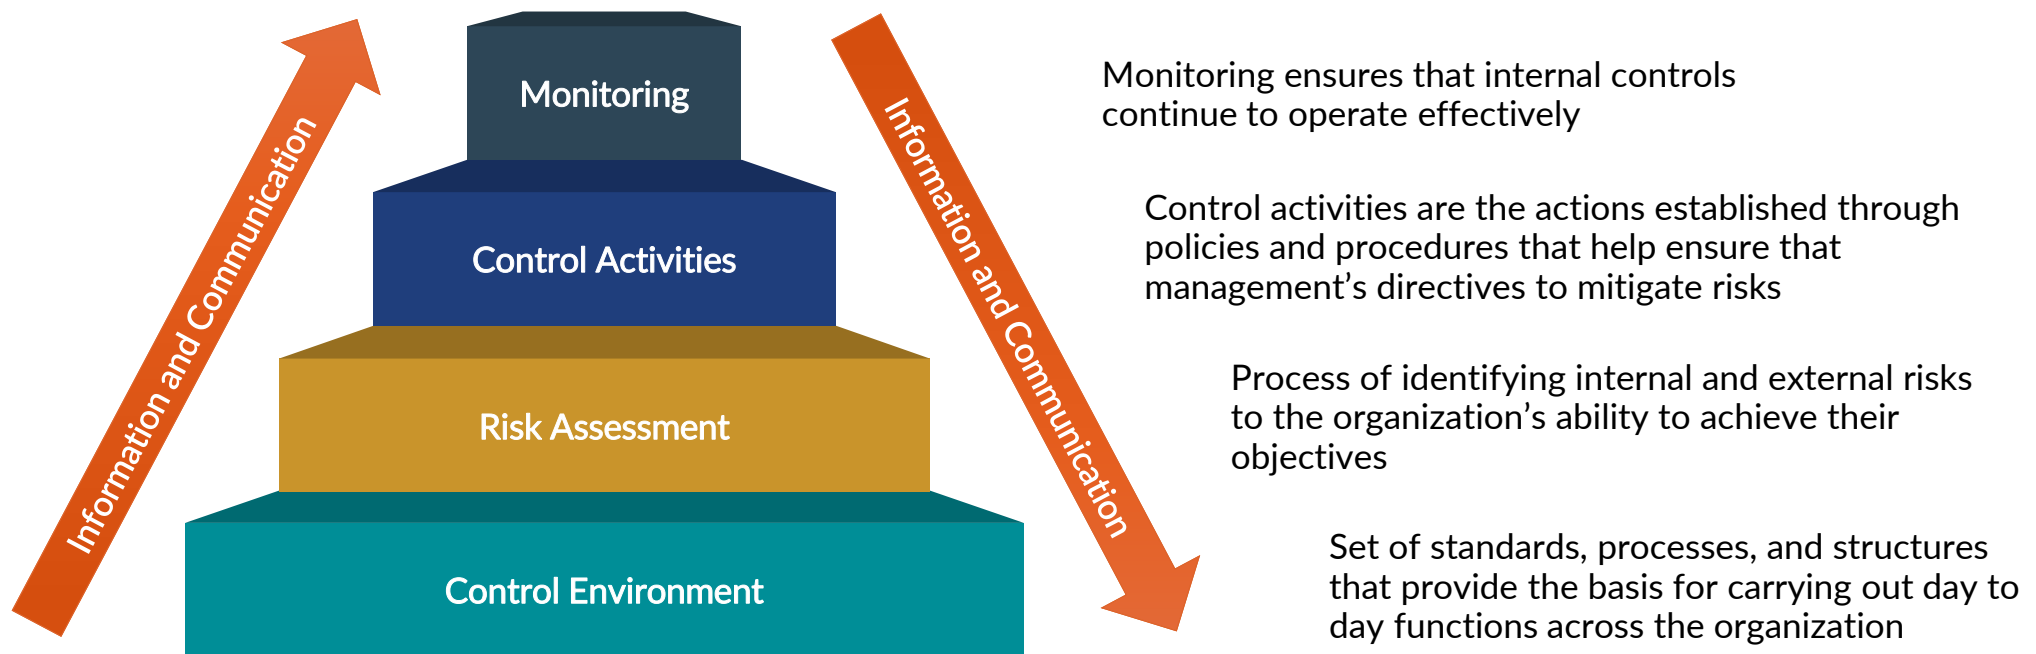 Information and Communication
Monitoring
Control Activities
Risk Assessment
Control Environment
Information and Communication
Monitoring ensures that internal controls
continue to operate effectively
Control activities are the actions established through
policies and procedures that help ensure that
management’s directives to mitigate risks
Process of identifying internal and external risks
to the organization’s ability to achieve their
objectives
Set of standards, processes, and structures
that provide the basis for carrying out day to
day functions across the organization